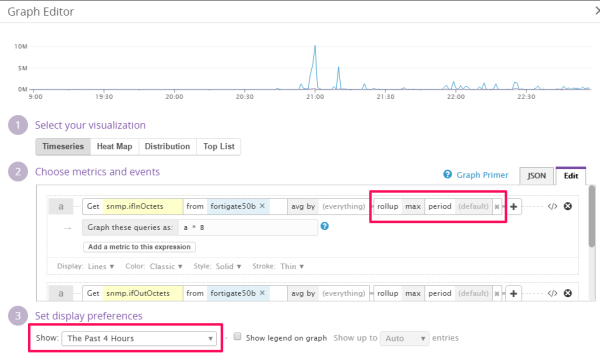 Graph Editor
10M
5M
0M
9:00 19:30 20:00 20:30 21:00 21:30 22:00 22:30
1 Select your visualization
Timeseries Heat Map Distribution Top List
2 Choose metrics and events ? Graph Primer JSON Edit
a Get snmp.ifInOctets from fortigate50b × avg by (everything) rollup max period (default) × + </> ×
→ Graph these queries as: a * 8 ?
Add a metric to this expression
Display: Lines ▼ Color: Classic ▼ Style: Solid ▼ Stroke: Thin ▼
a Get snmp.ifOutOctets from fortigate50b × avg by (everything) rollup max period (default) × + </> ×
3 Set display preferences
Show: The Past 4 Hours ▼ Show legend on graph Show up to Auto ▼ entries